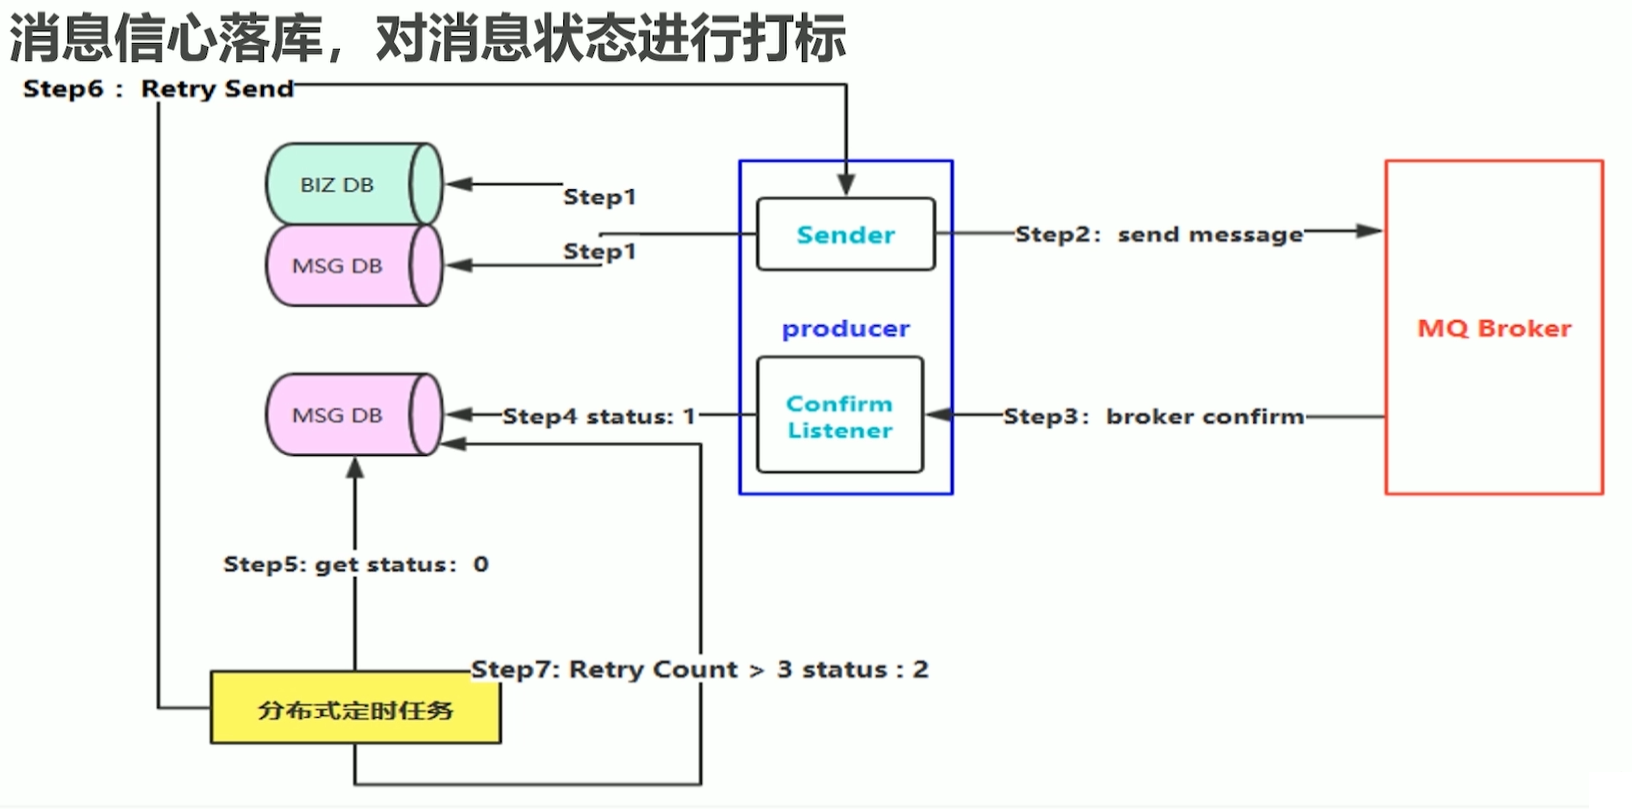 消息信心落库，对消息状态进行打标
Step6： Retry Send
BIZ DB
Step1
MSG DB
Step1
Sender
Step2：send message
producer
MQ Broker
MSG DB
Step4 status: 1
Confirm
Listener
Step3：broker confirm
Step5: get status：0
Step7: Retry Count > 3 status : 2
分布式定时任务